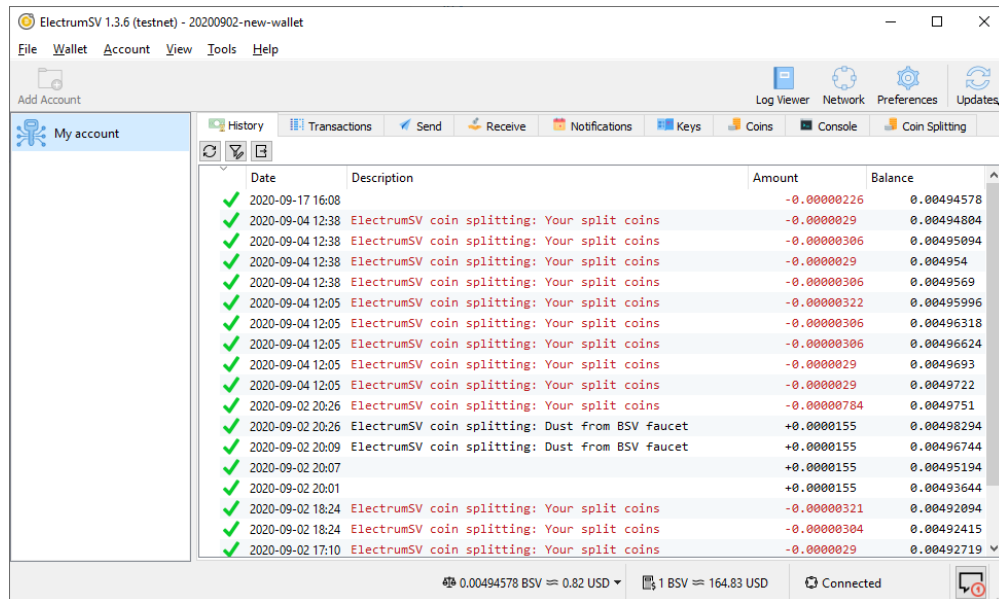 ElectrumSV 1.3.6 (testnet) - 20200902-new-wallet
File Wallet Account View Tools Help
Add Account Log Viewer Network Preferences Updates
My account
History Transactions Send Receive Notifications Keys Coins Console Coin Splitting
Date Description Amount Balance
2020-09-17 16:08 -0.00000226 0.00494578
2020-09-04 12:38 ElectrumSV coin splitting: Your split coins -0.0000029 0.00494804
2020-09-04 12:38 ElectrumSV coin splitting: Your split coins -0.00000306 0.00495094
2020-09-04 12:38 ElectrumSV coin splitting: Your split coins -0.0000029 0.004954
2020-09-04 12:38 ElectrumSV coin splitting: Your split coins -0.00000306 0.0049569
2020-09-04 12:05 ElectrumSV coin splitting: Your split coins -0.00000322 0.00495996
2020-09-04 12:05 ElectrumSV coin splitting: Your split coins -0.00000306 0.00496318
2020-09-04 12:05 ElectrumSV coin splitting: Your split coins -0.00000306 0.00496624
2020-09-04 12:05 ElectrumSV coin splitting: Your split coins -0.0000029 0.0049693
2020-09-04 12:05 ElectrumSV coin splitting: Your split coins -0.0000029 0.0049722
2020-09-02 20:26 ElectrumSV coin splitting: Your split coins -0.00000784 0.0049751
2020-09-02 20:26 ElectrumSV coin splitting: Dust from BSV faucet +0.0000155 0.00498294
2020-09-02 20:09 ElectrumSV coin splitting: Dust from BSV faucet +0.0000155 0.00496744
2020-09-02 20:07 +0.0000155 0.00495194
2020-09-02 20:01 +0.0000155 0.00493644
2020-09-02 18:24 ElectrumSV coin splitting: Your split coins -0.00000321 0.00492094
2020-09-02 18:24 ElectrumSV coin splitting: Your split coins -0.00000304 0.00492415
2020-09-02 17:10 ElectrumSV coin splitting: Your split coins -0.0000029 0.00492719
0.00494578 BSV ≈ 0.82 USD 1 BSV ≈ 164.83 USD Connected 1